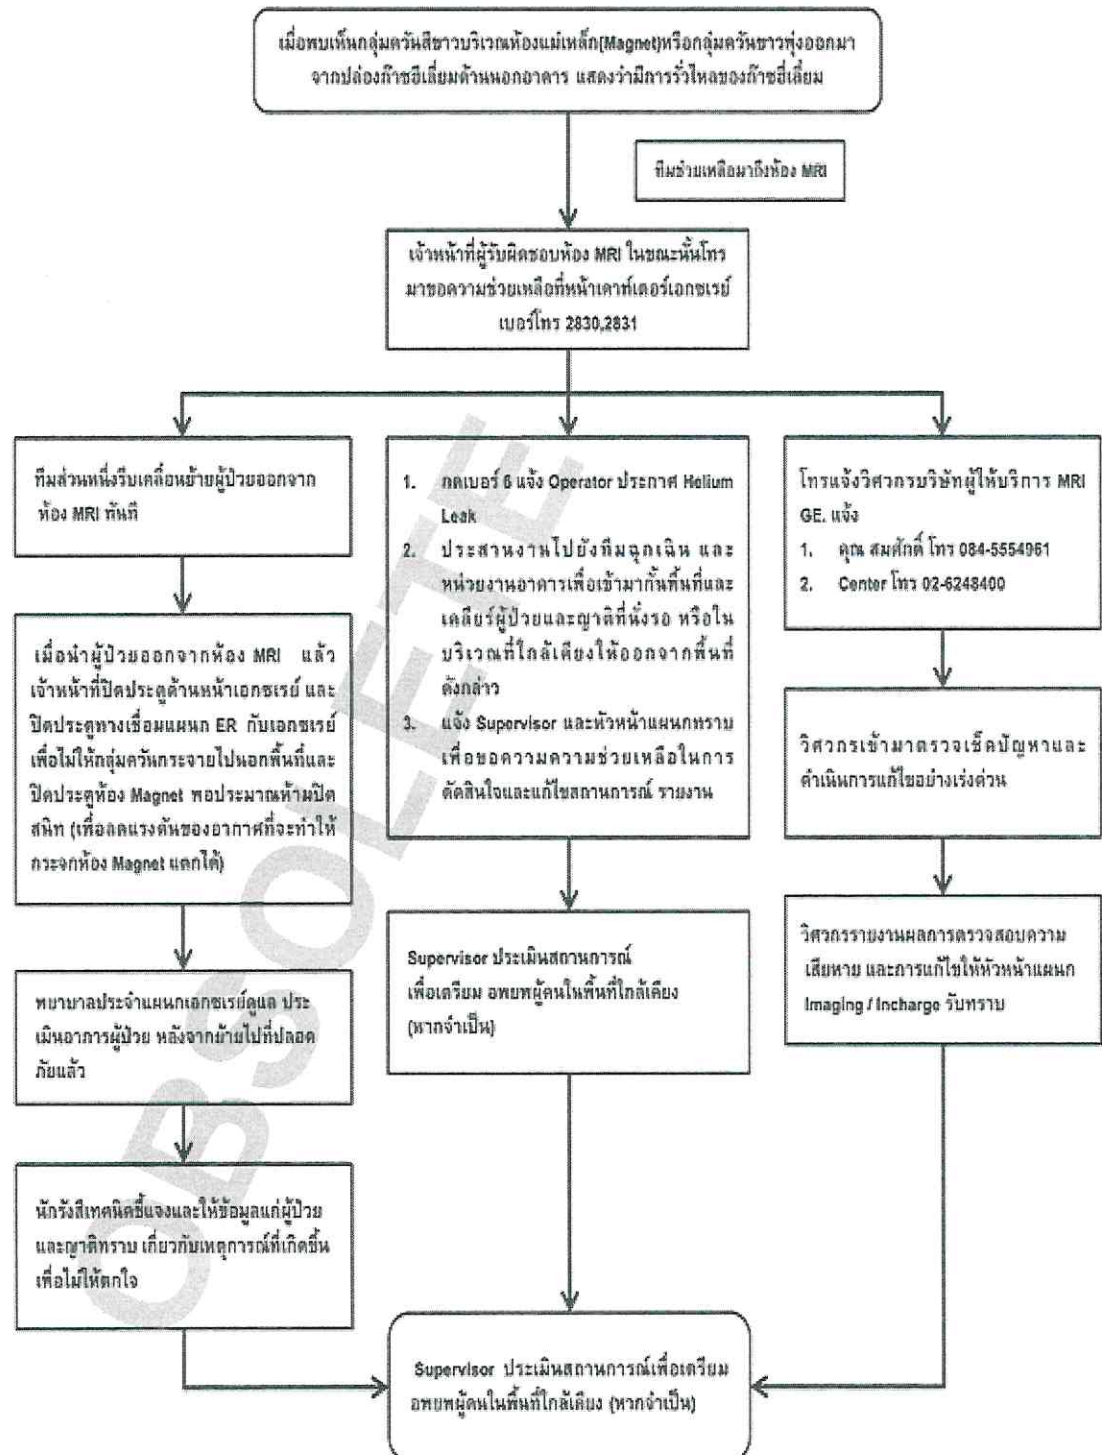 เมื่อพบเห็นกลุ่มควันสีขาวบริเวณห้องแม่เหล็ก(Magnet)หรือกลุ่มควันขาวพุ่งออกมา
จากปล่องก๊าซฮีเลี่ยมด้านนอกอาคาร แสดงว่ามีการรั่วไหลของก๊าซฮีเลี่ยม
ทีมช่วยเหลือมาถึงห้อง MRI
เจ้าหน้าที่ผู้รับผิดชอบห้อง MRI ในขณะนั้นโทร
มาขอความช่วยเหลือที่หน้าเคาท์เตอร์เอกซเรย์
เบอร์โทร 2830,2831
ทีมส่วนหนึ่งรีบเคลื่อนย้ายผู้ป่วยออกจาก
ห้อง MRI ทันที
เมื่อนำผู้ป่วยออกจากห้อง MRI แล้ว
เจ้าหน้าที่ปิดประตูด้านหน้าเอกซเรย์ และ
ปิดประตูทางเชื่อมแผนก ER กับเอกซเรย์
เพื่อไม่ให้กลุ่มควันกระจายไปนอกพื้นที่และ
ปิดประตูห้อง Magnet พอประมาณห้ามปิด
สนิท (เพื่อลดแรงดันของอากาศที่จะทำให้
กระจกห้อง Magnet แตกได้)
พยาบาลประจำแผนกเอกซเรย์ดูแล ประ
เมินอาการผู้ป่วย หลังจากย้ายไปที่ปลอด
ภัยแล้ว
นักรังสีเทคนิคชี้แจงและให้ข้อมูลแก่ผู้ป่วย
และญาติทราบ เกี่ยวกับเหตุการณ์ที่เกิดขึ้น
เพื่อไม่ให้ตกใจ
1. กดเบอร์ 6 แจ้ง Operator ประกาศ Helium
Leak
2. ประสานงานไปยังทีมฉุกเฉิน และ
หน่วยงานอาคารเพื่อเข้ามากั้นพื้นที่และ
เคลียร์ผู้ป่วยและญาติที่นั่งรอ หรือใน
บริเวณที่ใกล้เคียงให้ออกจากพื้นที่
ดังกล่าว
3. แจ้ง Supervisor และหัวหน้าแผนกทราบ
เพื่อขอความความช่วยเหลือในการ
ตัดสินใจและแก้ไขสถานการณ์ รายงาน
Supervisor ประเมินสถานการณ์
เพื่อเตรียม อพยพผู้คนในพื้นที่ใกล้เคียง
(หากจำเป็น)
โทรแจ้งวิศวกรบริษัทผู้ให้บริการ MRI
GE. แจ้ง
1. คุณ สมศักดิ์ โทร 084-5554961
2. Center โทร 02-6248400
วิศวกรเข้ามาตรวจเช็คปัญหาและ
ดำเนินการแก้ไขอย่างเร่งด่วน
วิศวกรรายงานผลการตรวจสอบความ
เสียหาย และการแก้ไขให้หัวหน้าแผนก
Imaging / Incharge รับทราบ
Supervisor ประเมินสถานการณ์เพื่อเตรียม
อพยพผู้คนในพื้นที่ใกล้เคียง (หากจำเป็น)
OBSOLETE